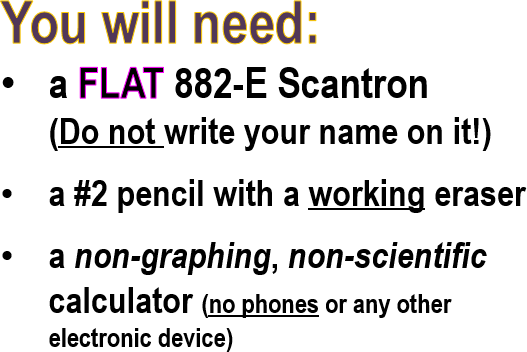 You will need:
• a FLAT 882-E Scantron
(Do not write your name on it!)
• a #2 pencil with a working eraser
• a non-graphing, non-scientific
calculator (no phones or any other
electronic device)